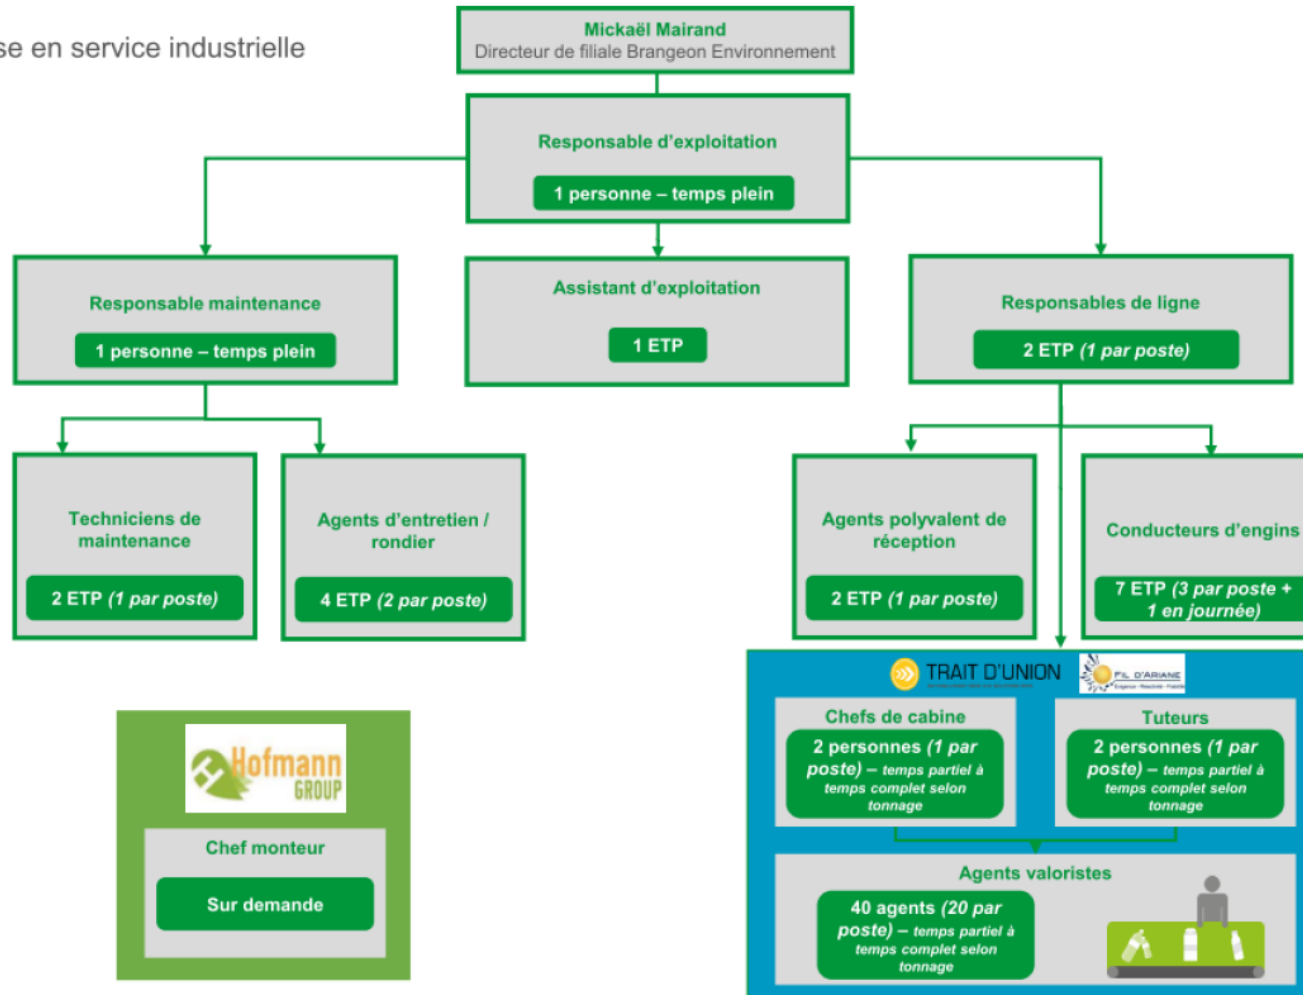 se en service industrielle
Mickaël Mairand
Directeur de filiale Brangeon Environnement
Responsable d'exploitation
1 personne – temps plein
Responsable maintenance
1 personne – temps plein
Assistant d'exploitation
1 ETP
Responsables de ligne
2 ETP (1 par poste)
Techniciens de
maintenance
2 ETP (1 par poste)
Agents d'entretien /
rondier
4 ETP (2 par poste)
Agents polyvalent de
réception
2 ETP (1 par poste)
Conducteurs d'engins
7 ETP (3 par poste +
1 en journée)
TRAIT D'UNION
FIL D'ARIANE
Chefs de cabine
2 personnes (1 par
poste) – temps partiel à
temps complet selon
tonnage
Tuteurs
2 personnes (1 par
poste) – temps partiel à
temps complet selon
tonnage
Agents valoristes
40 agents (20 par
poste) – temps partiel à
temps complet selon
tonnage
Hofmann
GROUP
Chef monteur
Sur demande